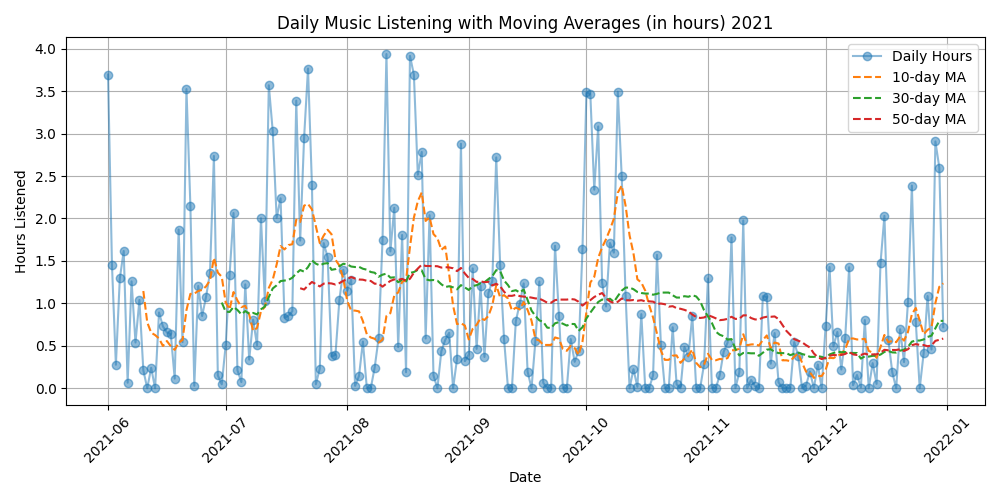 Daily Music Listening with Moving Averages (in hours) 2021
Hours Listened
4.0
3.5
3.0
2.5
2.0
1.5
1.0
0.5
0.0
Daily Hours
10-day MA
30-day MA
50-day MA
2021-06
2021-07
2021-08
2021-09
2021-10
2021-11
2021-12
2022-01
Date